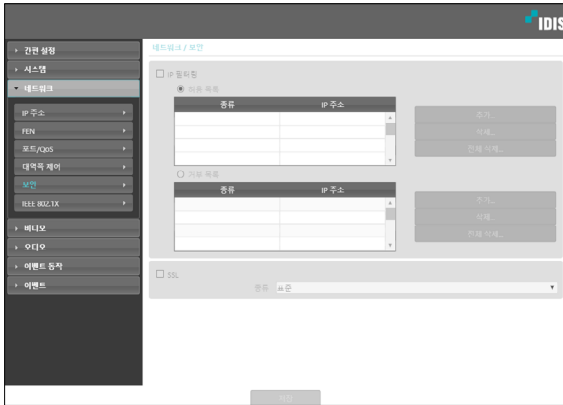 IDIS
간편 설정
시스템
네트워크
IP 주소
FEN
포트/QoS
대역폭 제어
보안
IEEE 802.1X
비디오
오디오
이벤트 동작
이벤트
네트워크 / 보안
IP 필터링
허용 목록
종류 IP 주소
추가...
삭제...
전체 삭제...
거부 목록
종류 IP 주소
추가...
삭제...
전체 삭제...
SSL
종류 표준
저장